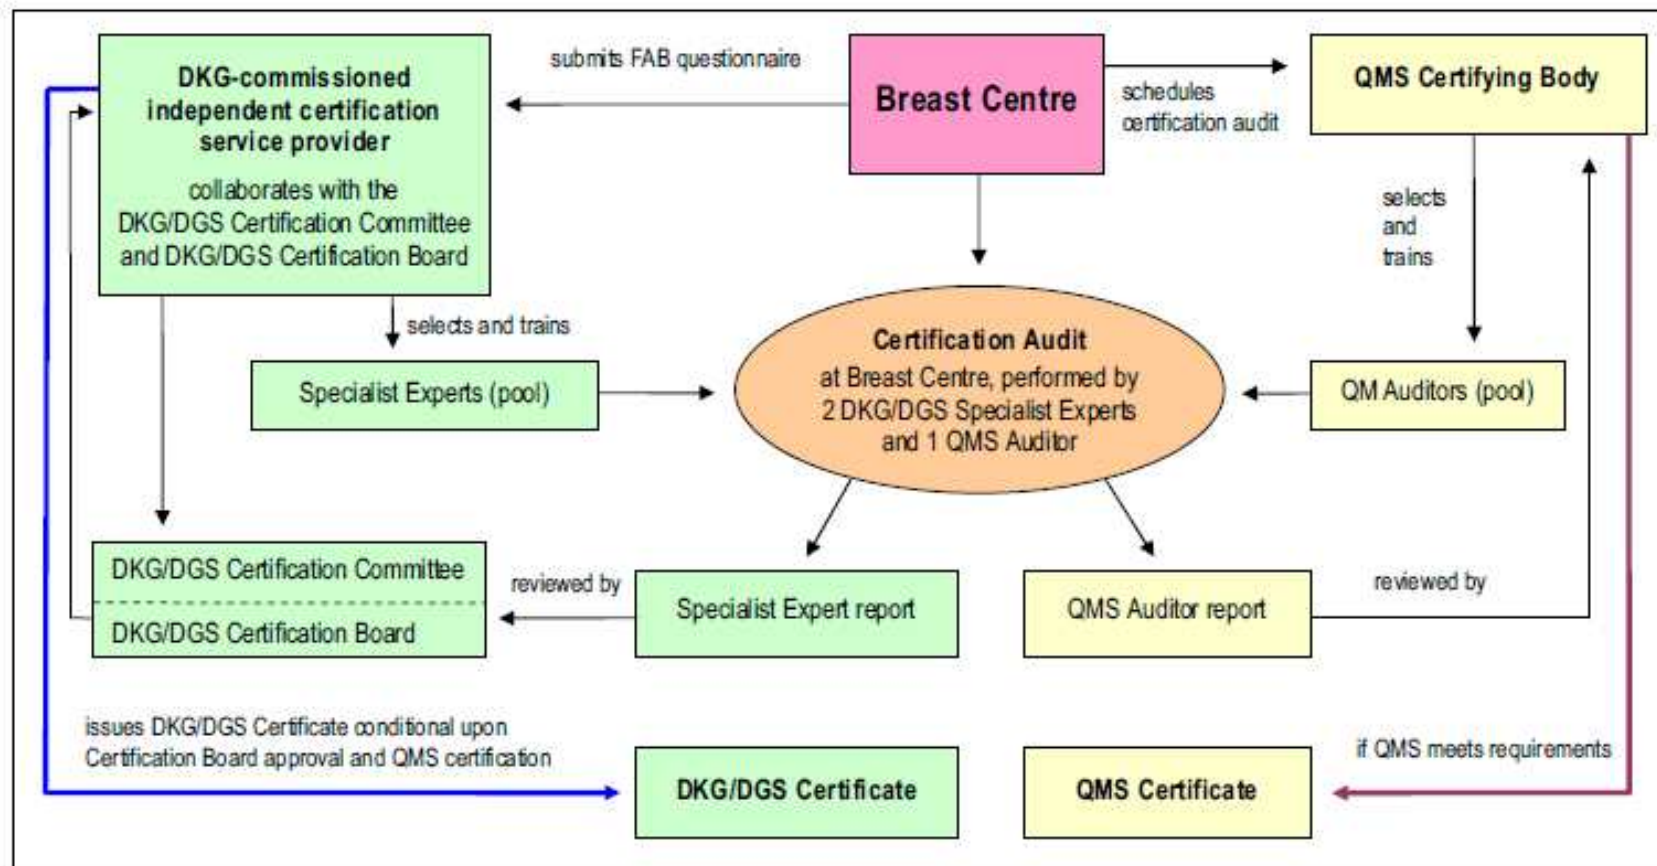 DKG-commissioned
independent certification
service provider
collaborates with the
DKG/DGS Certification Committee
and DKG/DGS Certification Board
submits FAB questionnaire
Breast Centre
schedules
certification audit
QMS Certifying Body
selects
and
trains
selects and trains
Specialist Experts (pool)
Certification Audit
at Breast Centre, performed by
2 DKG/DGS Specialist Experts
and 1 QMS Auditor
QM Auditors (pool)
DKG/DGS Certification Committee
DKG/DGS Certification Board
reviewed by
Specialist Expert report
QMS Auditor report
reviewed by
issues DKG/DGS Certificate conditional upon
Certification Board approval and QMS certification
DKG/DGS Certificate
QMS Certificate
if QMS meets requirements